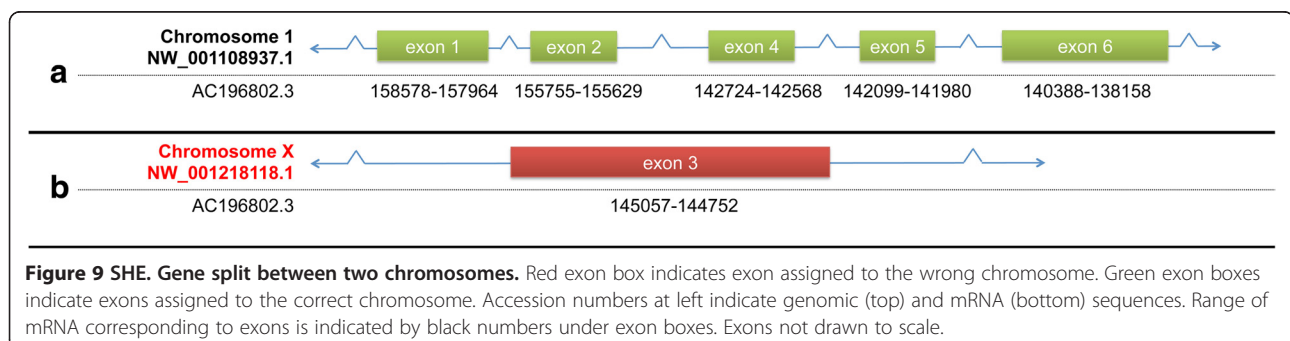 Chromosome 1
NW_001108937.1
exon 1 exon 2 exon 4 exon 5 exon 6
a
AC196802.3 158578-157964 155755-155629 142724-142568 142099-141980 140388-138158
Chromosome X
NW_001218118.1
exon 3
b
AC196802.3 145057-144752
Figure 9 SHE. Gene split between two chromosomes. Red exon box indicates exon assigned to the wrong chromosome. Green exon boxes
indicate exons assigned to the correct chromosome. Accession numbers at left indicate genomic (top) and mRNA (bottom) sequences. Range of
mRNA corresponding to exons is indicated by black numbers under exon boxes. Exons not drawn to scale.